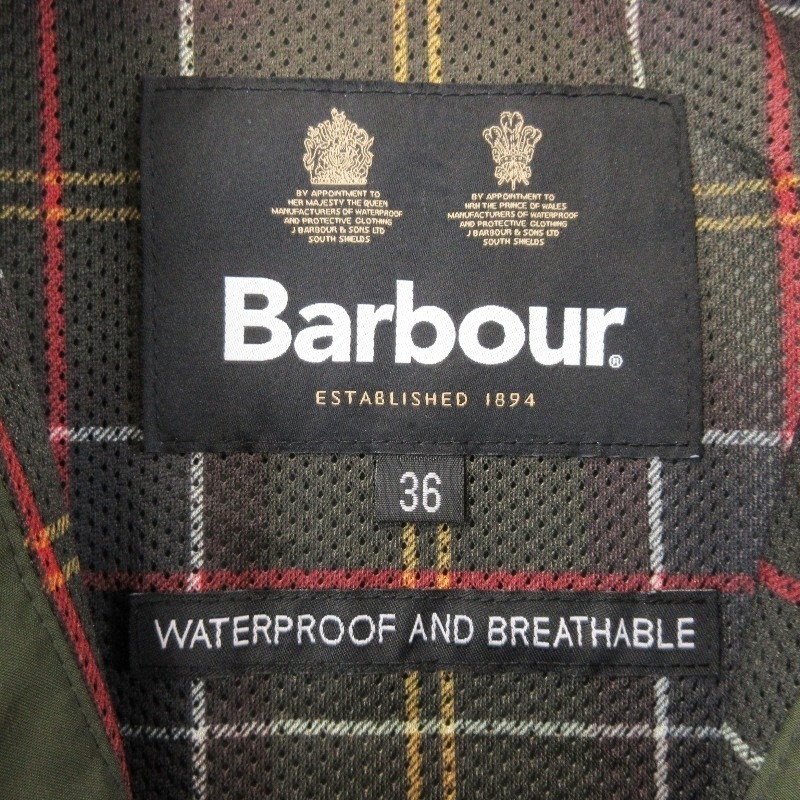 BY APPOINTMENT TO
HER MAJESTY THE QUEEN
MANUFACTURERS OF WATERPROOF
AND PROTECTIVE CLOTHING
J BARBOUR & SONS LTD
SOUTH SHIELDS
BY APPOINTMENT TO
HRH THE PRINCE OF WALES
MANUFACTURERS OF WATERPROOF
AND PROTECTIVE CLOTHING
J BARBOUR & SONS LTD
SOUTH SHIELDS
Barbour®
ESTABLISHED 1894
36
WATERPROOF AND BREATHABLE